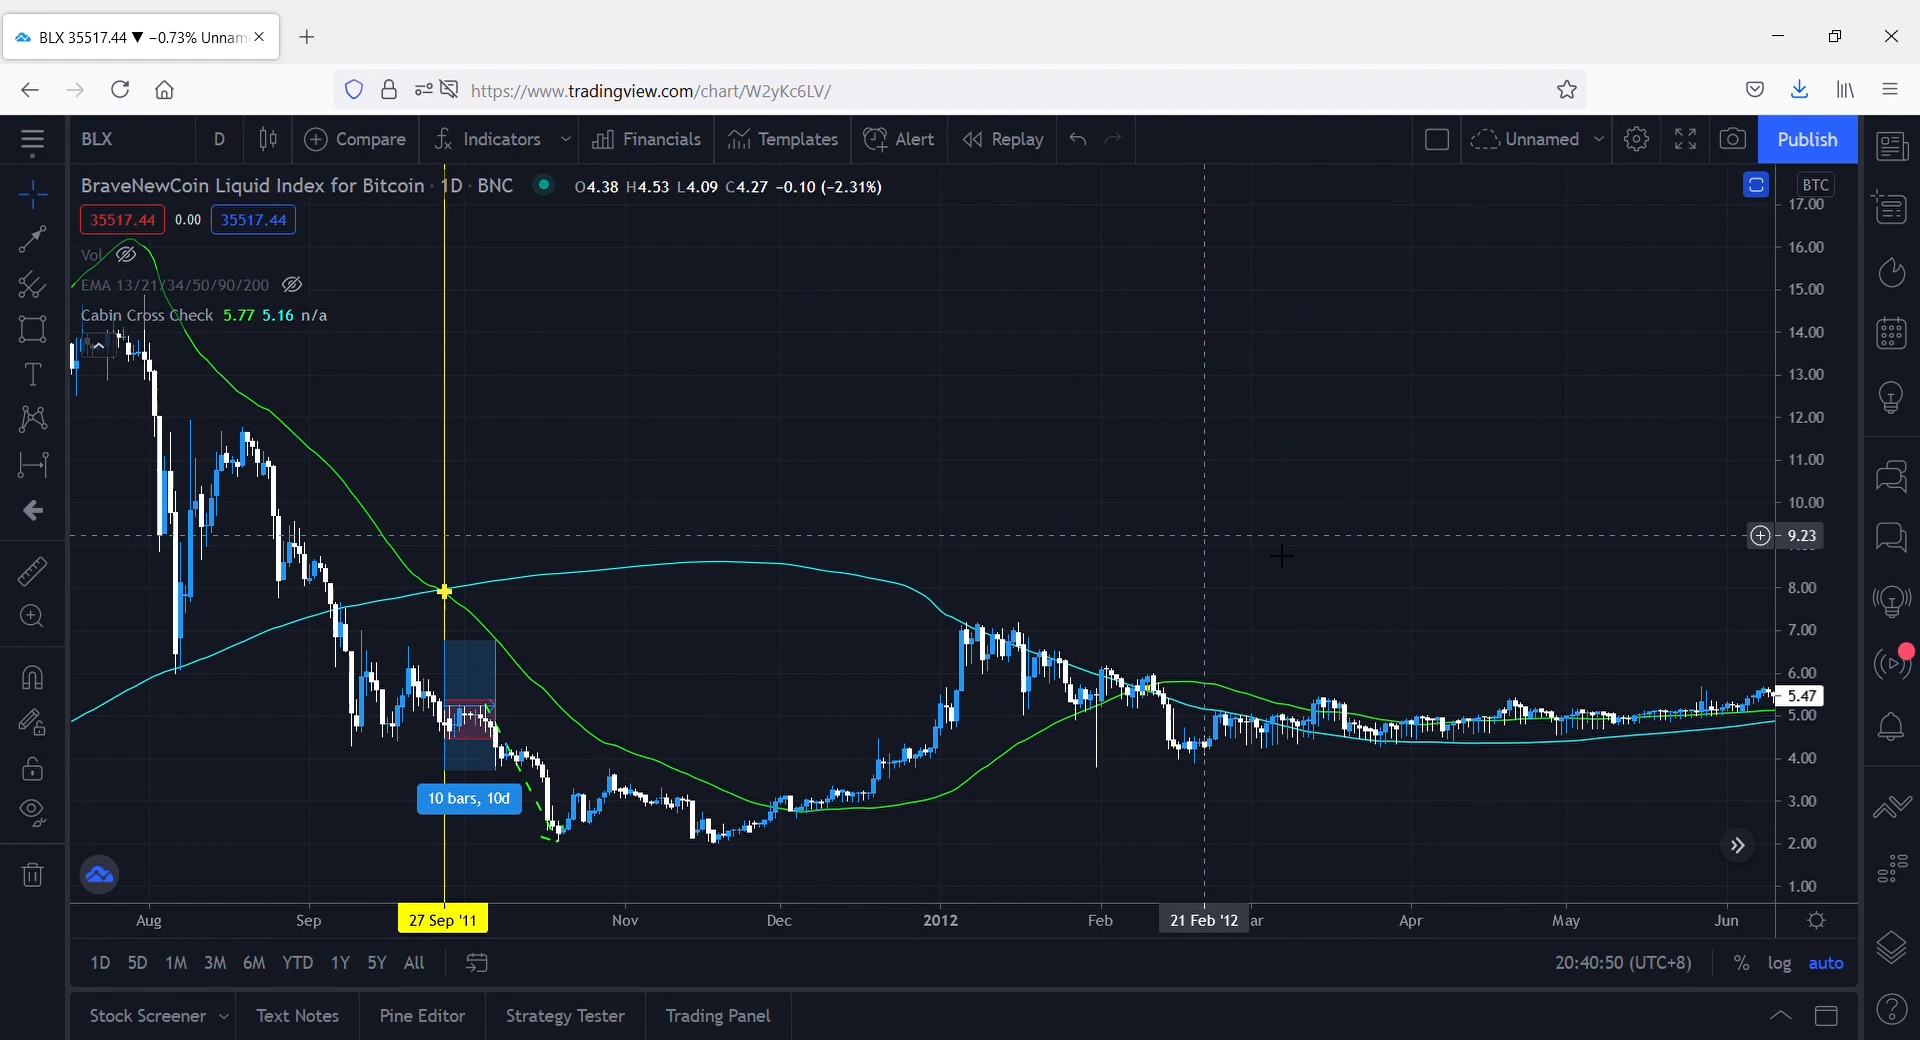 BLX 35517.44 ▼ −0.73% Unnam
https://www.tradingview.com/chart/W2yKc6LV/
BLX D Compare Indicators Financials Templates Alert Replay Unnamed Publish
BraveNewCoin Liquid Index for Bitcoin · 1D · BNC O4.38 H4.53 L4.09 C4.27 −0.10 (−2.31%) BTC
35517.44 0.00 35517.44
Vol
EMA 13/21/34/50/90/200
Cabin Cross Check 5.77 5.16 n/a
17.00
16.00
15.00
14.00
13.00
12.00
11.00
10.00
9.23
8.00
7.00
6.00
5.47
5.00
4.00
3.00
2.00
1.00
10 bars, 10d
Aug Sep 27 Sep '11 Nov Dec 2012 Feb 21 Feb '12 ar Apr May Jun
1D 5D 1M 3M 6M YTD 1Y 5Y All 20:40:50 (UTC+8) % log auto
Stock Screener Text Notes Pine Editor Strategy Tester Trading Panel